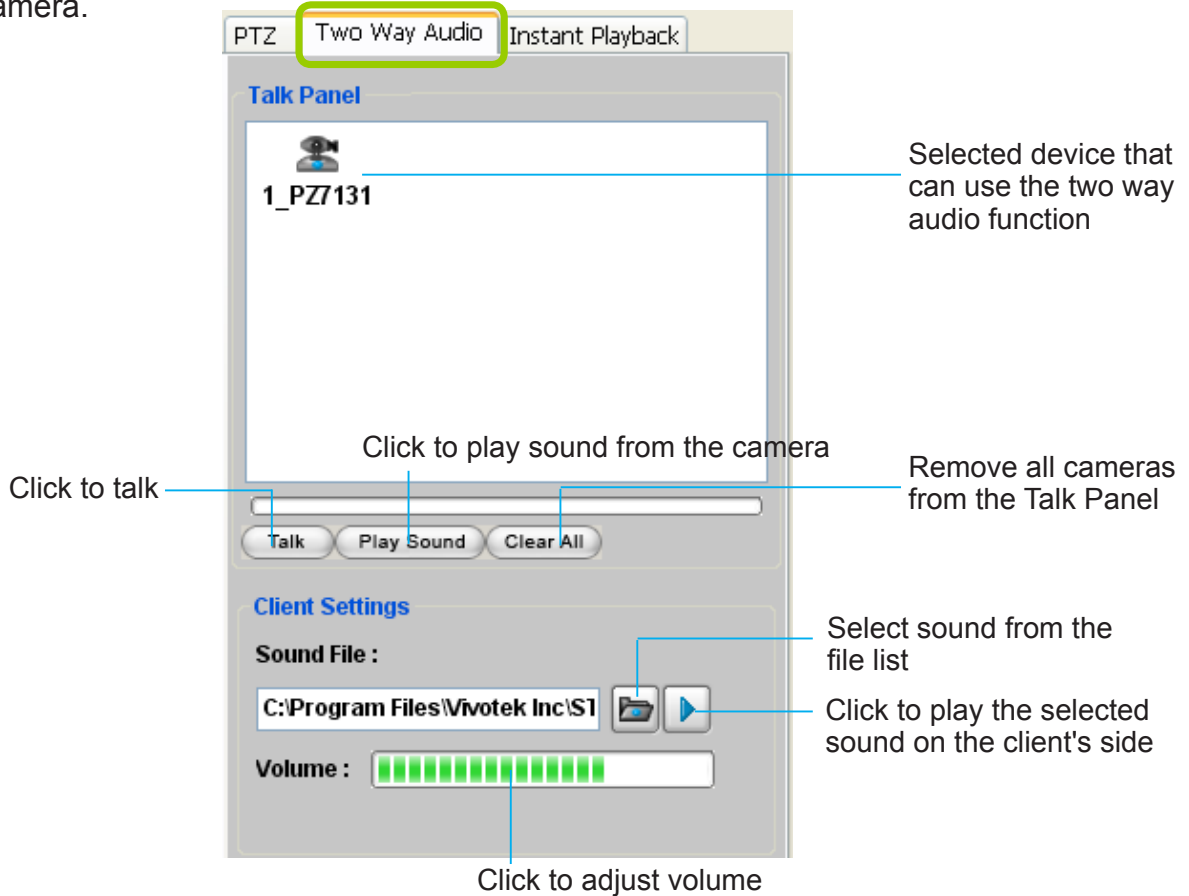 amera.
PTZ Two Way Audio Instant Playback
Talk Panel
1_PZ7131
Selected device that
can use the two way
audio function
Click to play sound from the camera
Click to talk
Remove all cameras
from the Talk Panel
Talk Play Sound Clear All
Client Settings
Sound File :
C:\Program Files\Vivotek Inc\ST
Select sound from the
file list
Click to play the selected
sound on the client's side
Volume :
Click to adjust volume